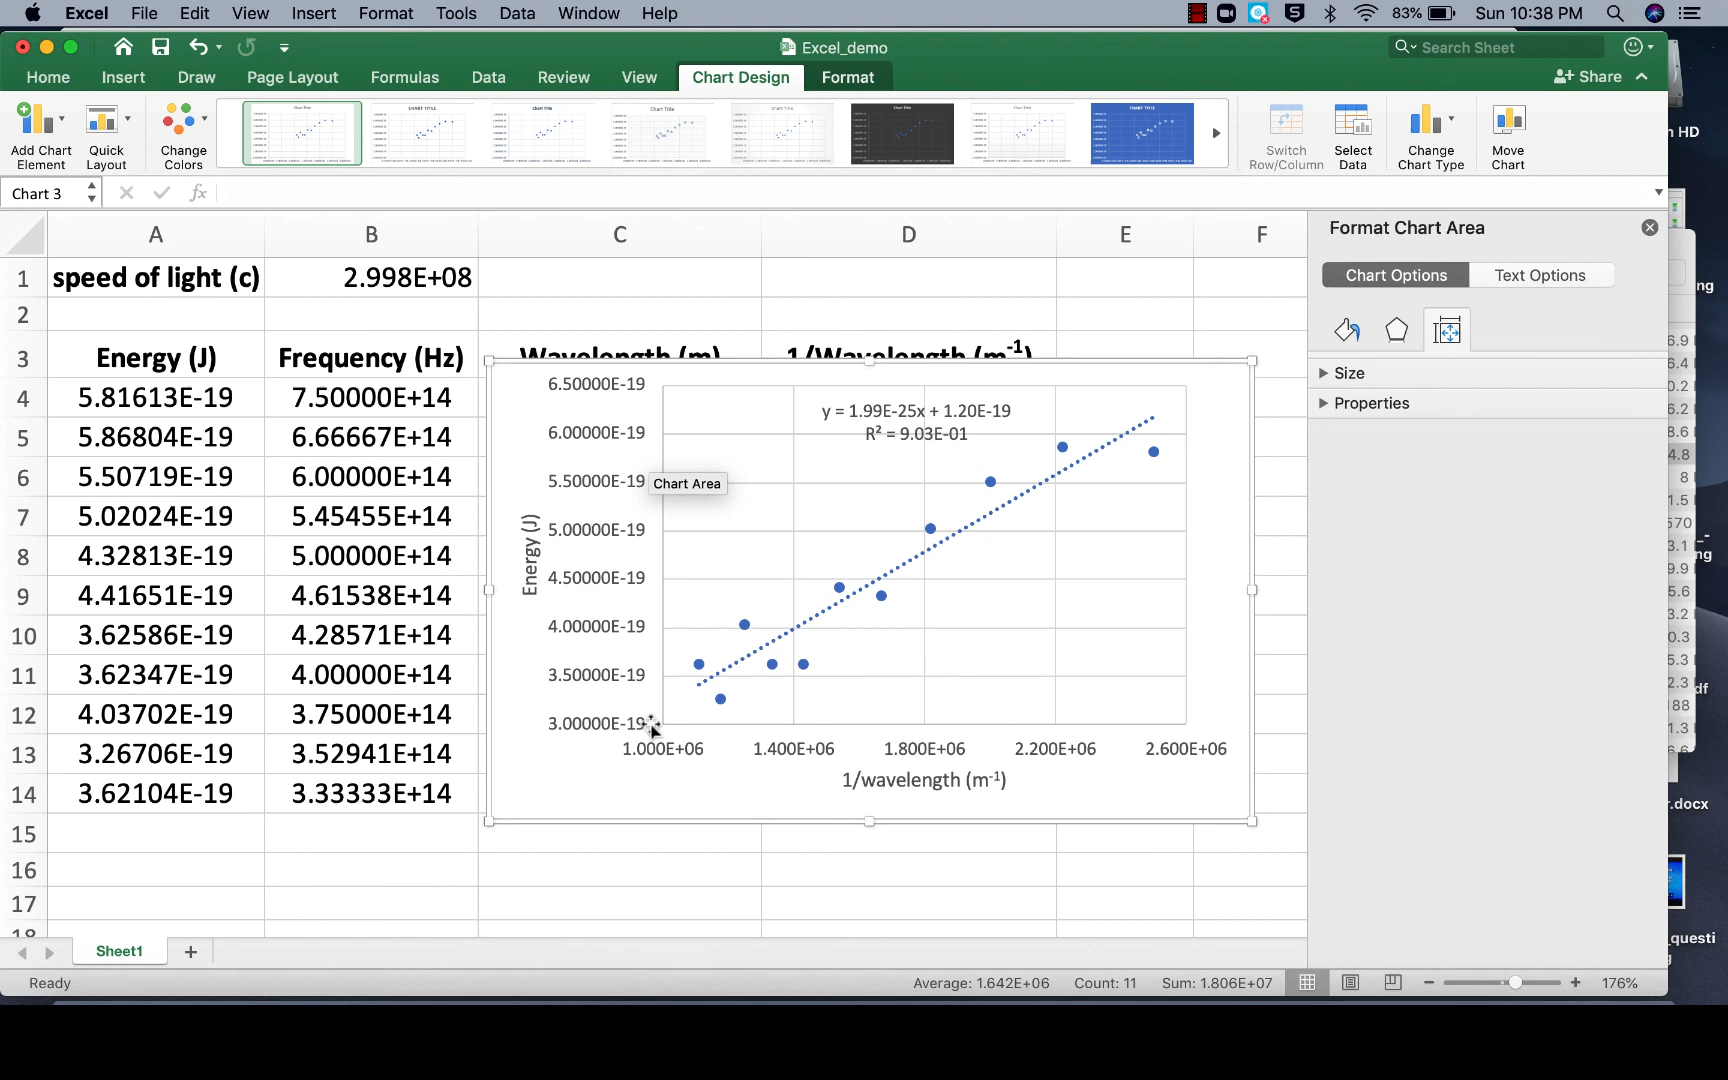 Excel File Edit View Insert Format Tools Data Window Help 83% Sun 10:38 PM
Excel_demo
Search Sheet
Home Insert Draw Page Layout Formulas Data Review View Chart Design Format Share
Add Chart Element
Quick Layout
Change Colors
Switch Row/Column
Select Data
Change Chart Type
Move Chart
Chart 3 fx
A B C D E F
1 speed of light (c) 2.998E+08
2
3 Energy (J) Frequency (Hz) Wavelength (m) 1/Wavelength (m⁻¹)
4 5.81613E-19 7.50000E+14
5 5.86804E-19 6.66667E+14
6 5.50719E-19 6.00000E+14
7 5.02024E-19 5.45455E+14
8 4.32813E-19 5.00000E+14
9 4.41651E-19 4.61538E+14
10 3.62586E-19 4.28571E+14
11 3.62347E-19 4.00000E+14
12 4.03702E-19 3.75000E+14
13 3.26706E-19 3.52941E+14
14 3.62104E-19 3.33333E+14
15
16
17
18
6.50000E-19
6.00000E-19
5.50000E-19
5.00000E-19
4.50000E-19
4.00000E-19
3.50000E-19
3.00000E-19
Energy (J)
y = 1.99E-25x + 1.20E-19
R² = 9.03E-01
Chart Area
1.000E+06 1.400E+06 1.800E+06 2.200E+06 2.600E+06
1/wavelength (m⁻¹)
Format Chart Area
Chart Options Text Options
Size
Properties
Sheet1
Ready Average: 1.642E+06 Count: 11 Sum: 1.806E+07 176%
HD
.docx